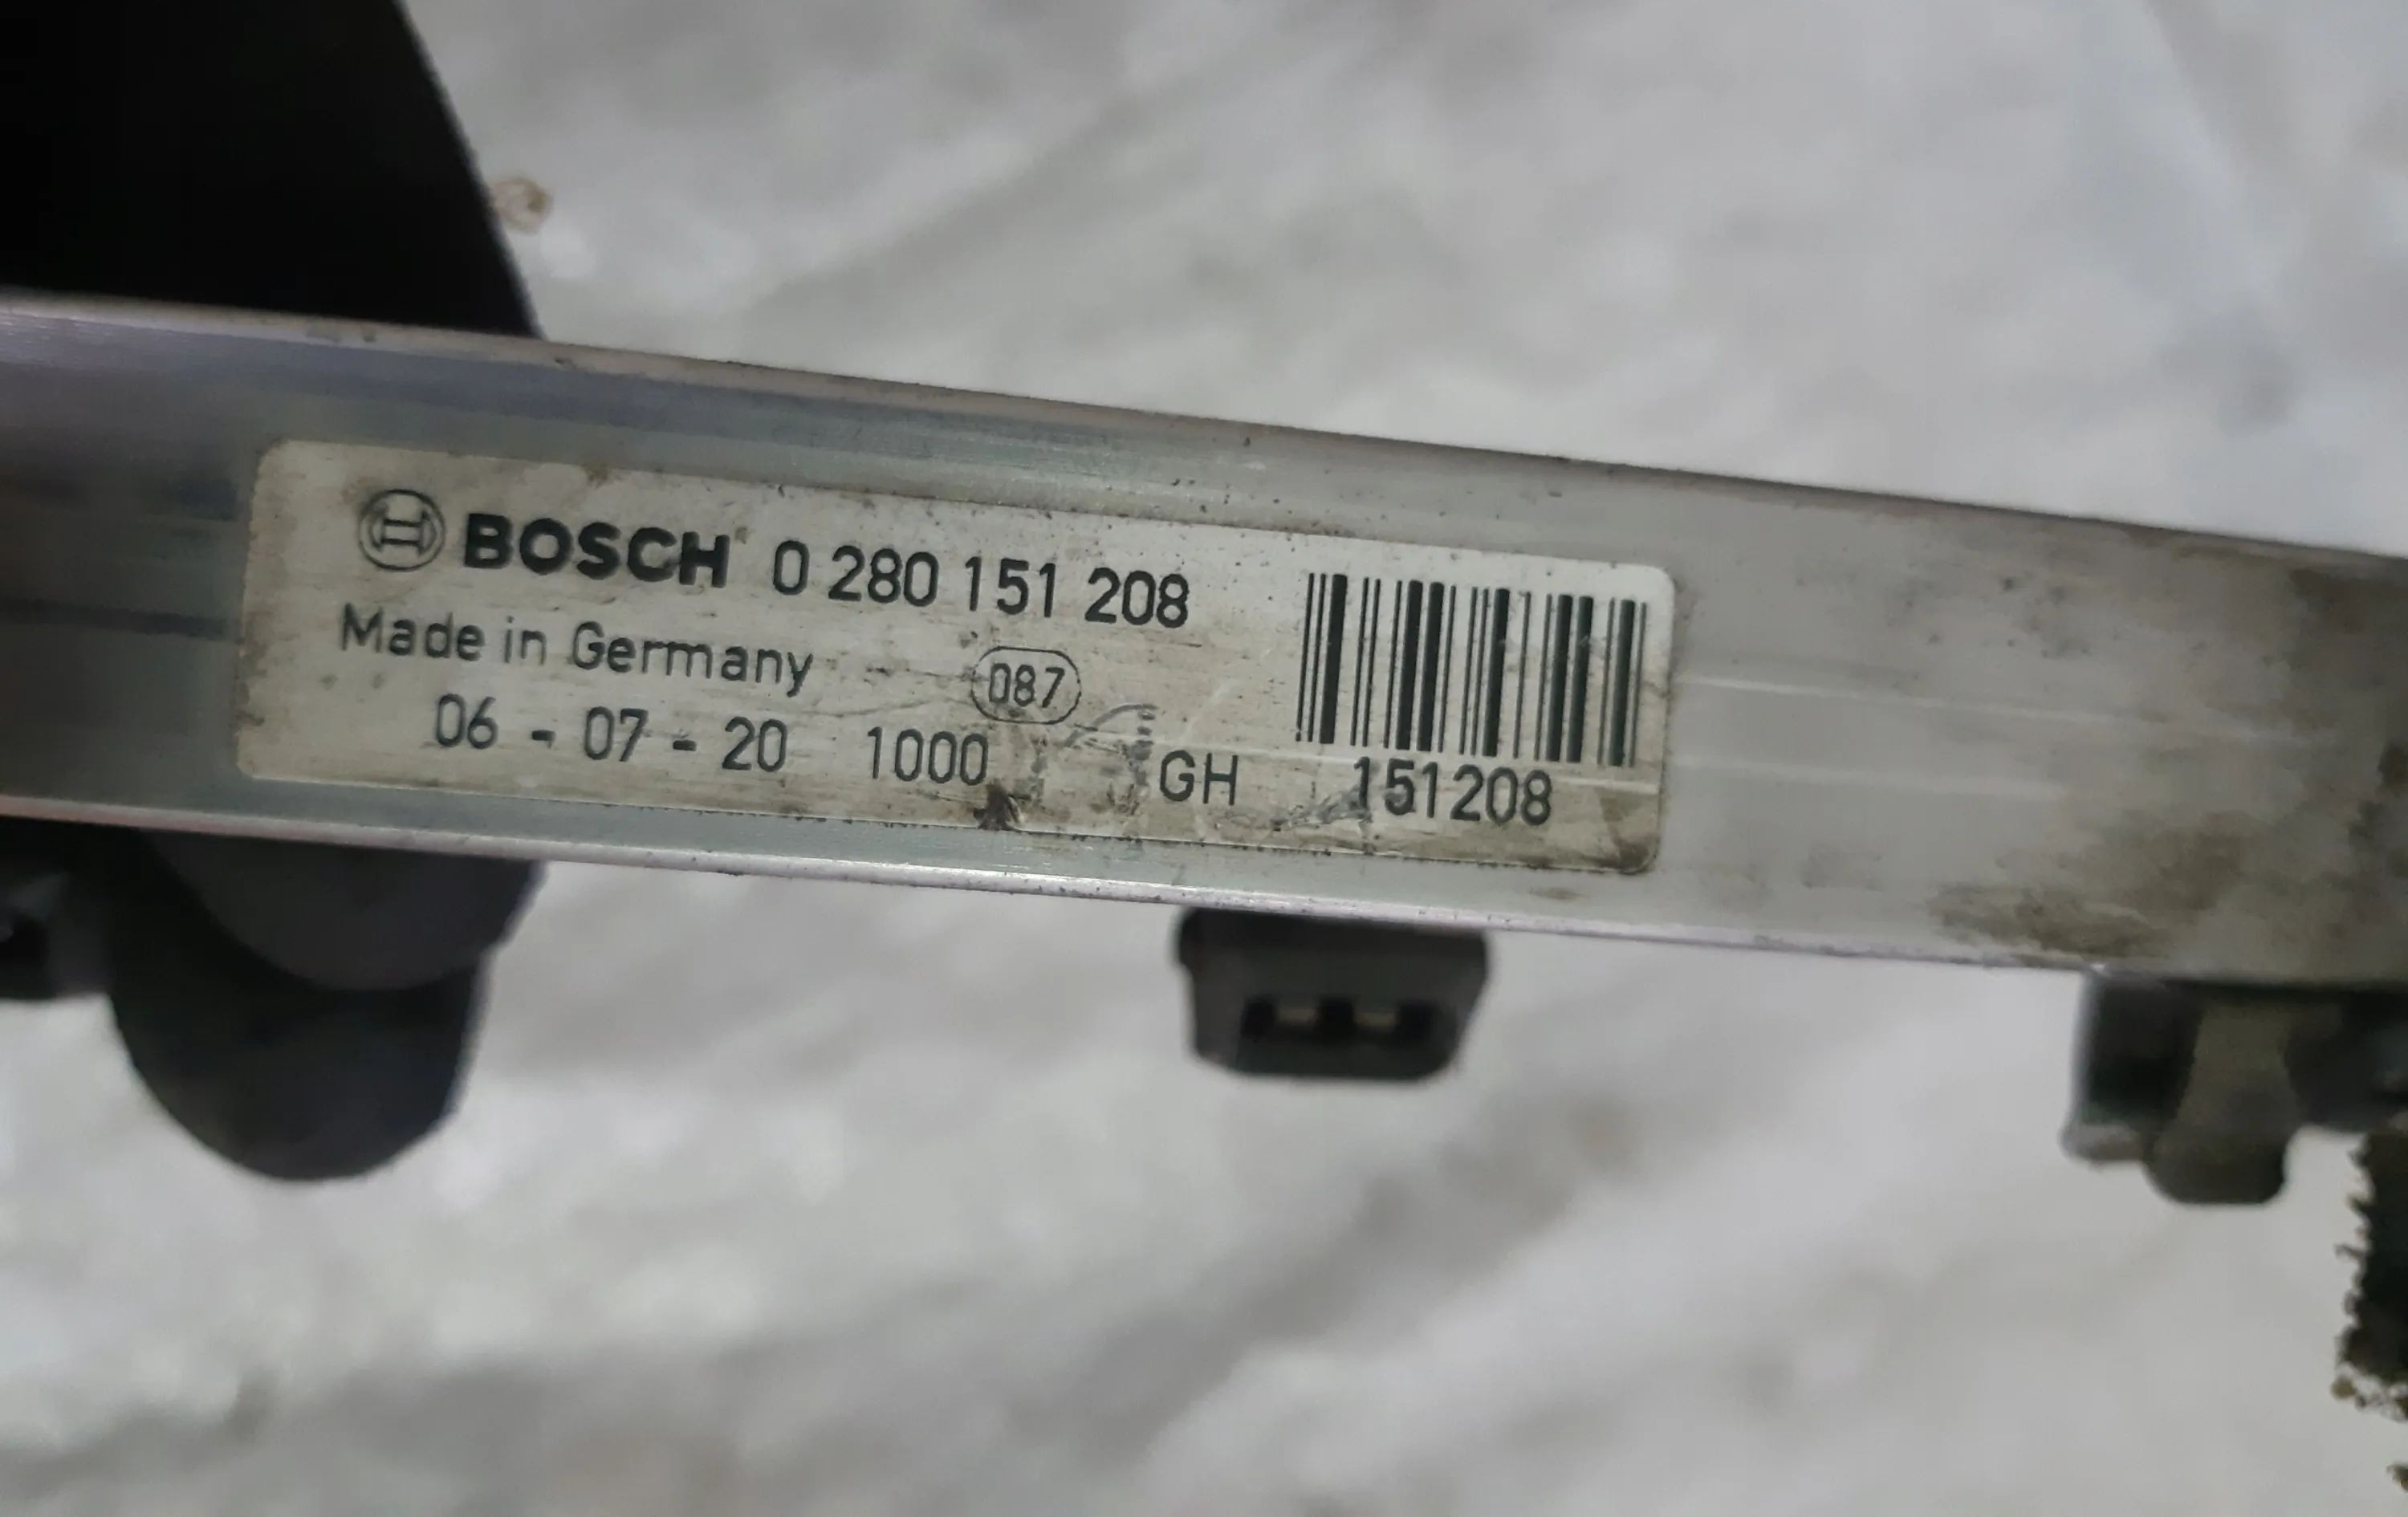 BOSCH 0 280 151 208
Made in Germany 087
06 - 07 - 20 1000 GH 151208